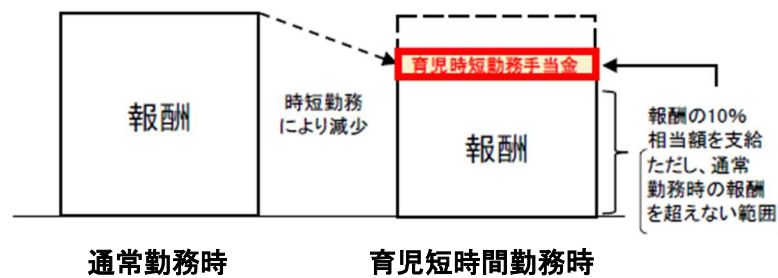 報酬
時短勤務
により減少
育児時短勤務手当金
報酬
報酬の10%
相当額を支給
ただし、通常
勤務時の報酬
を超えない範囲
通常勤務時
育児短時間勤務時